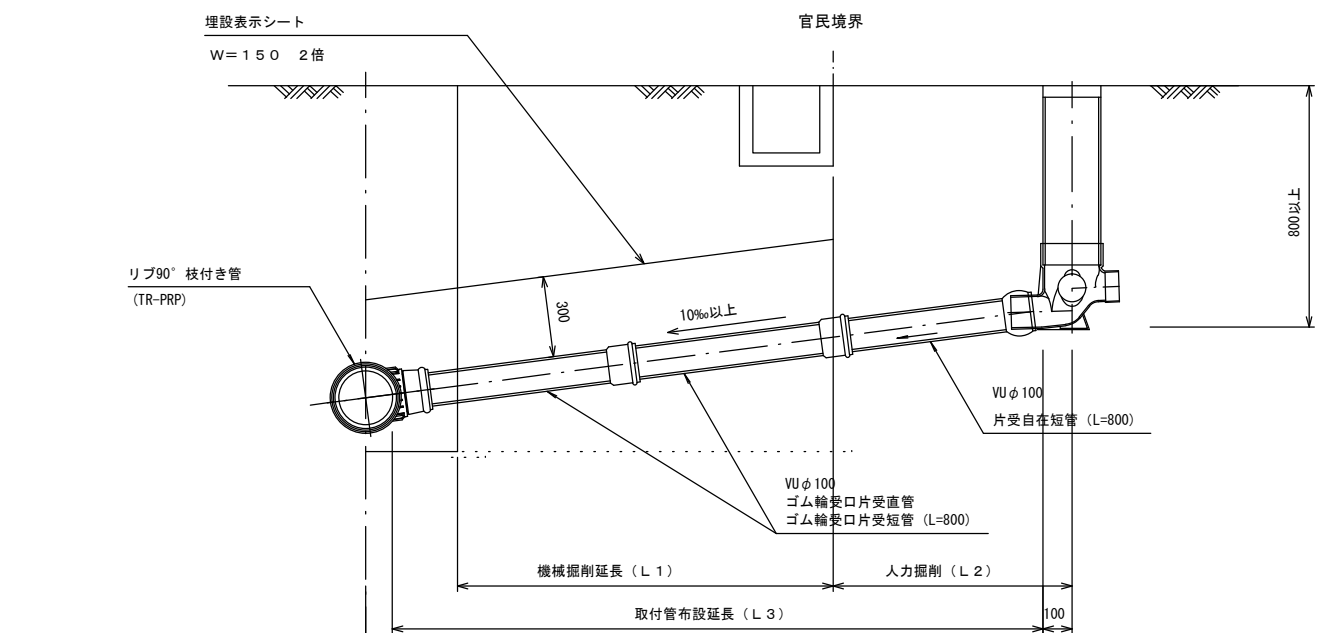 埋設表示シート
W=150 2倍
官民境界
800以上
リブ90°枝付き管
(TR-PRP)
300
10‰以上
VUφ100
片受自在短管 (L=800)
VUφ100
ゴム輪受口片受直管
ゴム輪受口片受短管 (L=800)
機械掘削延長(L1)
人力掘削(L2)
取付管布設延長(L3)
100